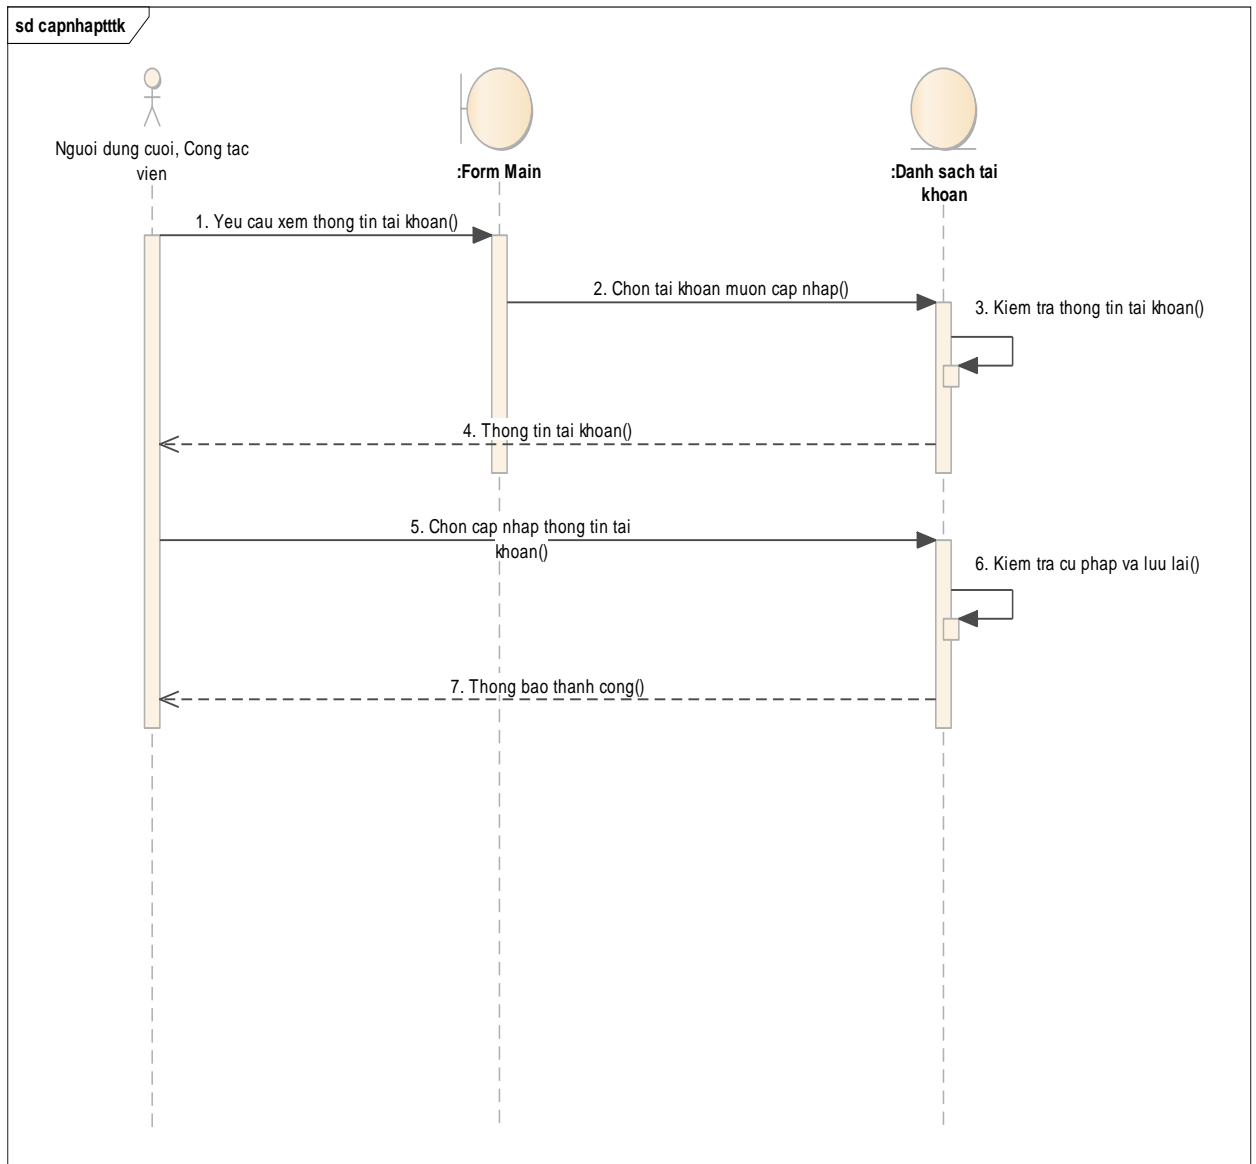 sd capnhaptttk
Nguoi dung cuoi, Cong tac
vien
:Form Main
:Danh sach tai
khoan
1. Yeu cau xem thong tin tai khoan()
2. Chon tai khoan muon cap nhap()
3. Kiem tra thong tin tai khoan()
4. Thong tin tai khoan()
5. Chon cap nhap thong tin tai
khoan()
6. Kiem tra cu phap va luu lai()
7. Thong bao thanh cong()